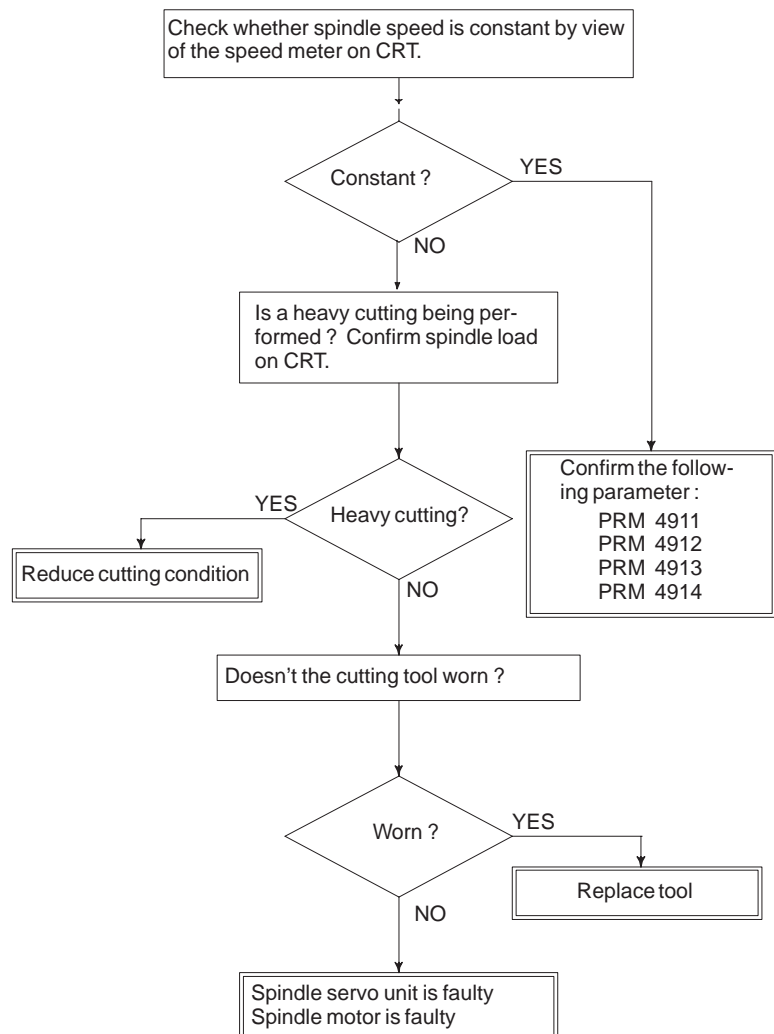 Check whether spindle speed is constant by view
of the speed meter on CRT.
Constant ?
YES
NO
Is a heavy cutting being per-
formed ? Confirm spindle load
on CRT.
Confirm the follow-
ing parameter :
PRM 4911
PRM 4912
PRM 4913
PRM 4914
YES
Heavy cutting?
Reduce cutting condition
NO
Doesn't the cutting tool worn ?
Worn ?
YES
Replace tool
NO
Spindle servo unit is faulty
Spindle motor is faulty